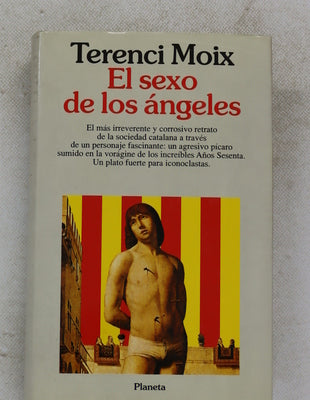 Terenci Moix
El sexo
de los ángeles
El más irreverente y corrosivo retrato
de la sociedad catalana a través
de un personaje fascinante: un agresivo pícaro
sumido en la vorágine de los increíbles Años Sesenta.
Un plato fuerte para iconoclastas.
Planeta